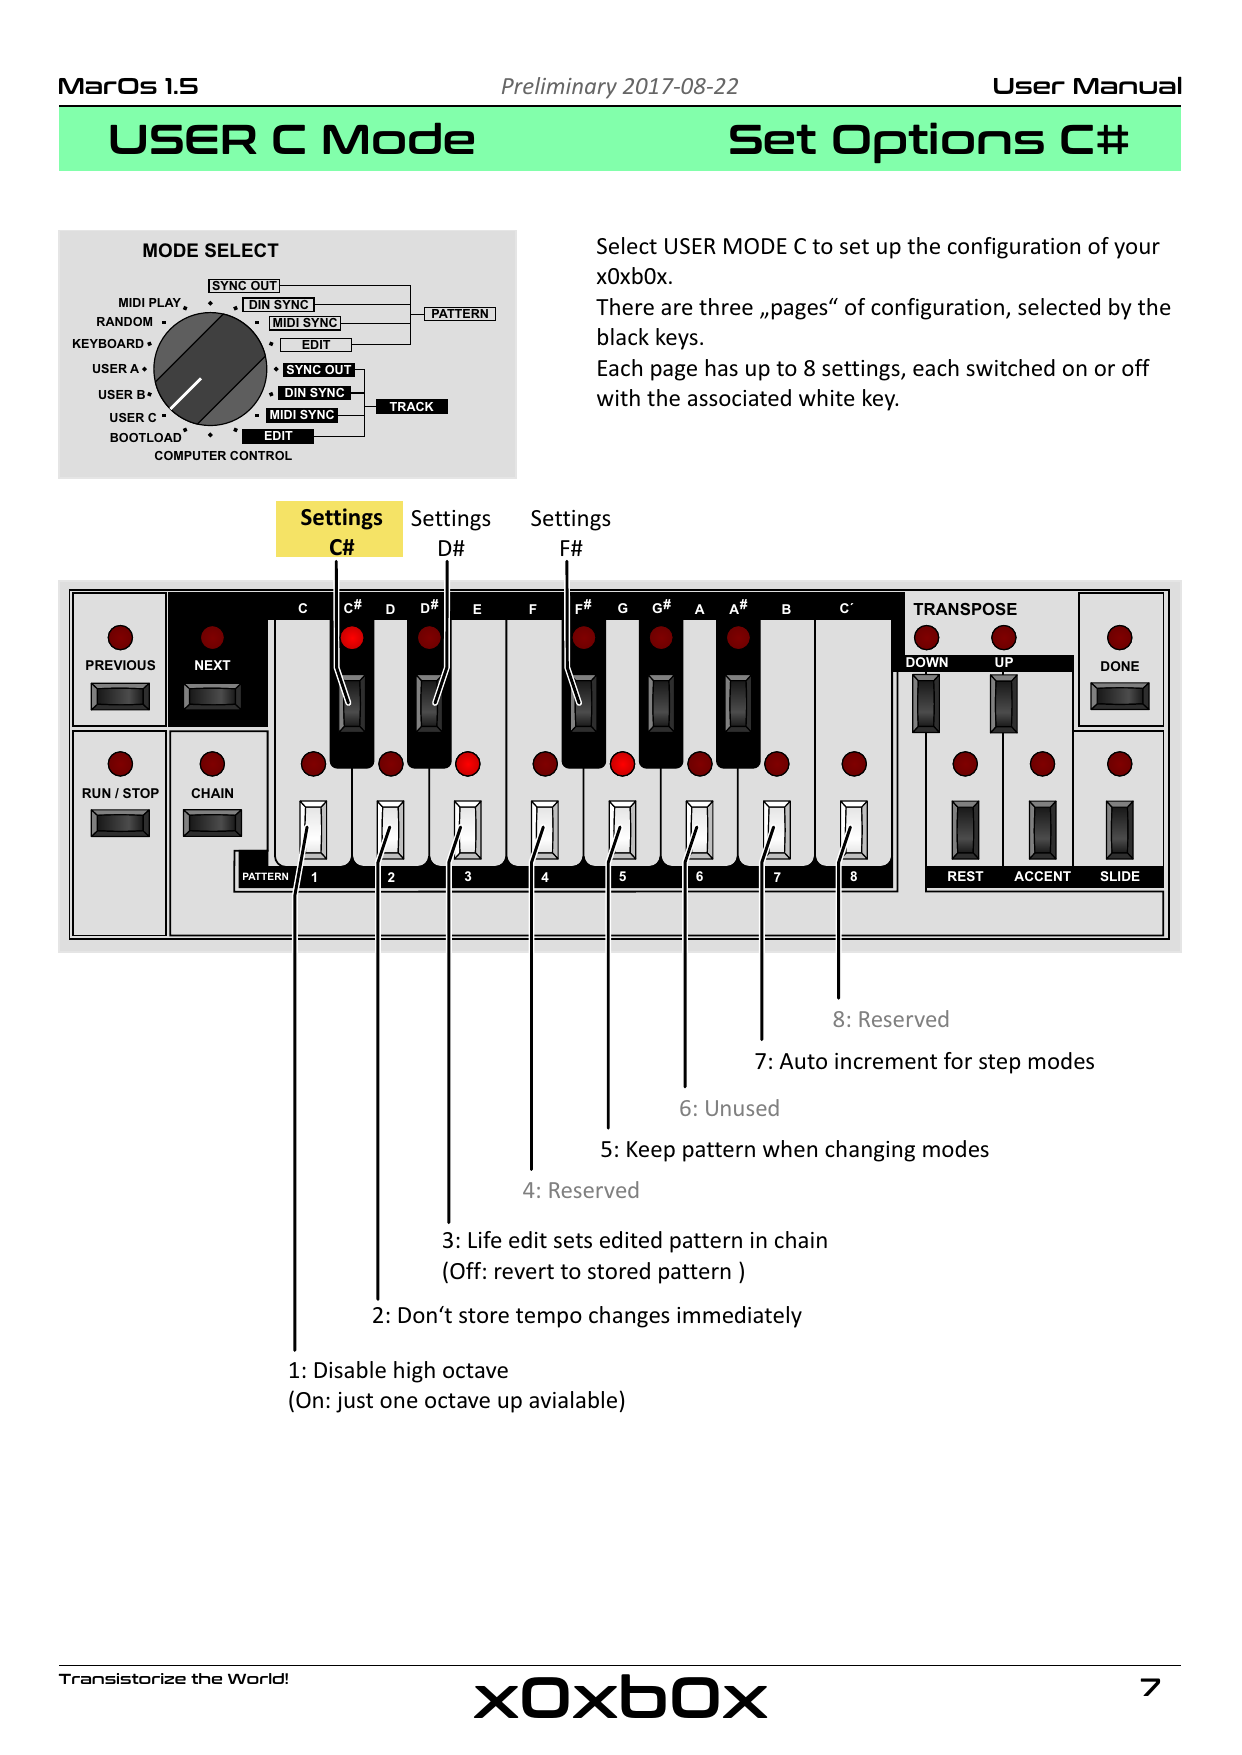 MarOs 1.5
Preliminary 2017-08-22
User Manual
USER C Mode
Set Options C#
MODE SELECT
SYNC OUT
MIDI PLAY
DIN SYNC
PATTERN
RANDOM
MIDI SYNC
KEYBOARD
EDIT
USER A
SYNC OUT
USER B
DIN SYNC
TRACK
USER C
MIDI SYNC
BOOTLOAD
EDIT
COMPUTER CONTROL
Select USER MODE C to set up the configuration of your
x0xb0x.
There are three „pages“ of configuration, selected by the
black keys.
Each page has up to 8 settings, each switched on or off
with the associated white key.
Settings
C#
Settings
D#
Settings
F#
C C# D D# E F F# G G# A A# B C´
TRANSPOSE
PREVIOUS
NEXT
DOWN
UP
DONE
RUN / STOP
CHAIN
PATTERN 1 2 3 4 5 6 7 8
REST
ACCENT
SLIDE
8: Reserved
7: Auto increment for step modes
6: Unused
5: Keep pattern when changing modes
4: Reserved
3: Life edit sets edited pattern in chain
(Off: revert to stored pattern )
2: Don‘t store tempo changes immediately
1: Disable high octave
(On: just one octave up avialable)
Transistorize the World!
x0xb0x
7